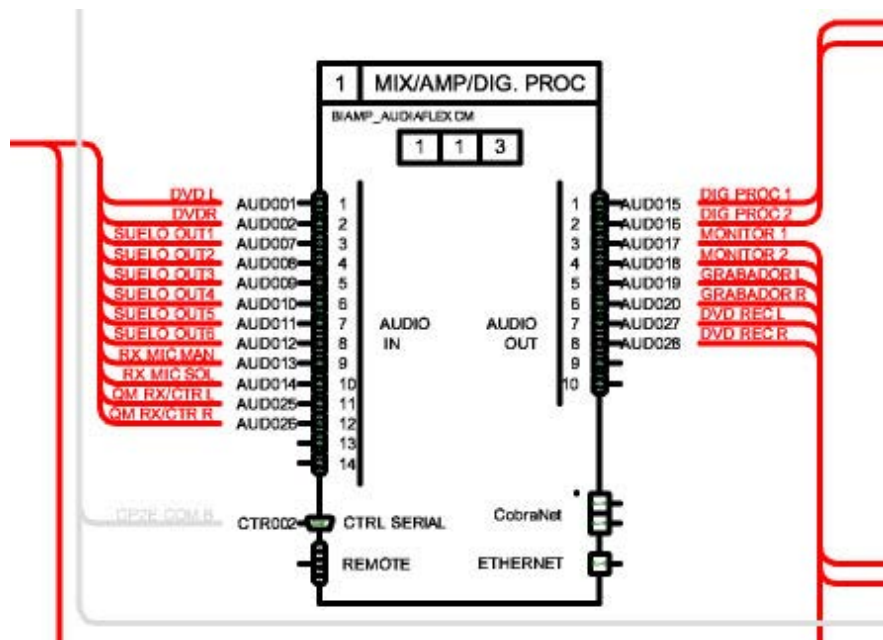 1 MIX/AMP/DIG. PROC
BIAMP_AUDIAFLEX CM
1 1 3
DVD L AUD001 1
DVDR AUD002 2
SUELO OUT1 AUD007 3
SUELO OUT2 AUD008 4
SUELO OUT3 AUD009 5
SUELO OUT4 AUD010 6
SUELO OUT5 AUD011 7
SUELO OUT6 AUD012 8
RX MIC MAN AUD013 9
RX MIC SOL AUD014 10
QM RX/CTR L AUD025 11
QM RX/CTR R AUD026 12
13
14
AUDIO
IN
AUDIO
OUT
1 AUD015 DIG PROC 1
2 AUD016 DIG PROC 2
3 AUD017 MONITOR 1
4 AUD018 MONITOR 2
5 AUD019 GRABADOR L
6 AUD020 GRABADOR R
7 AUD027 DVD REC L
8 AUD028 DVD REC R
9
10
CP2E COM B CTR002 CTRL SERIAL
CobraNet
REMOTE
ETHERNET